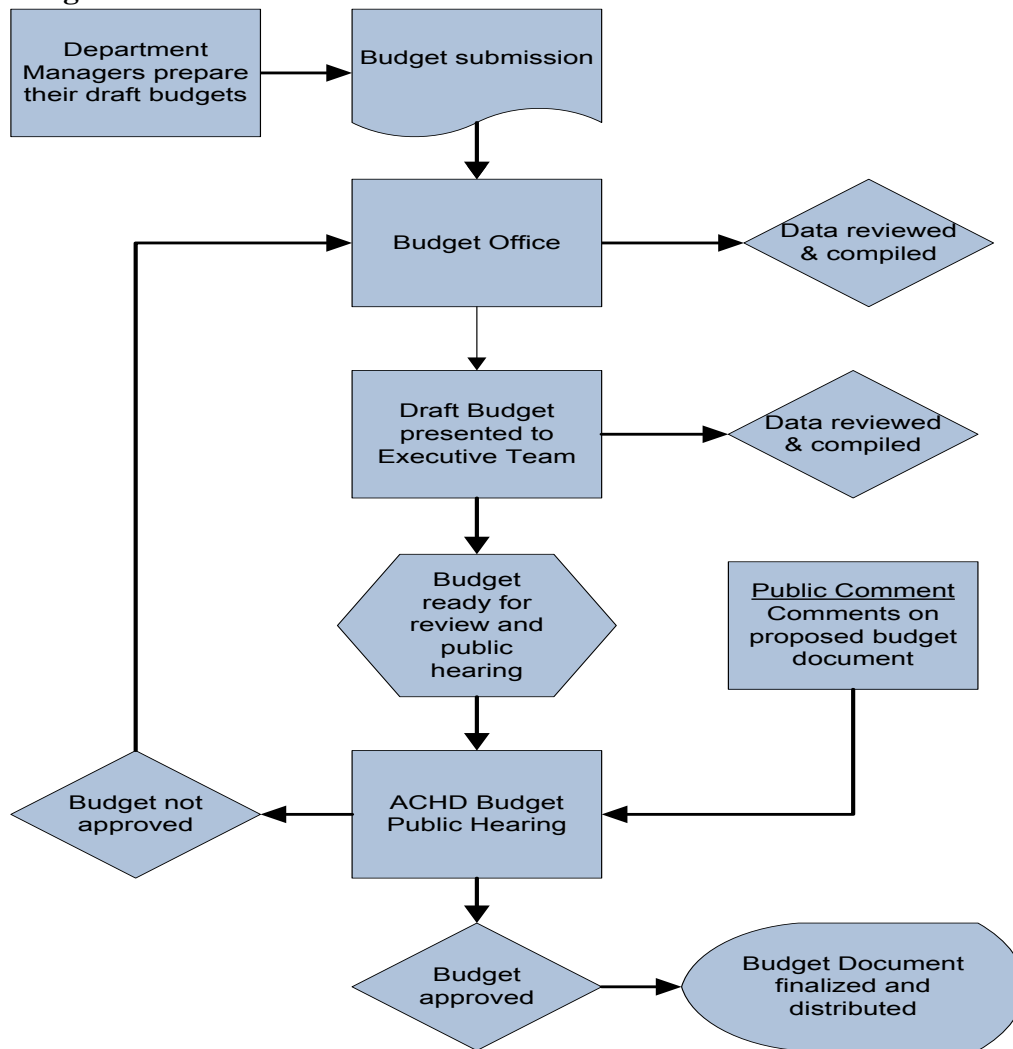 Department
Managers prepare
their draft budgets
Budget submission
Budget Office
Data reviewed
& compiled
Draft Budget
presented to
Executive Team
Data reviewed
& compiled
Budget
ready for
review and
public
hearing
Public Comment
Comments on
proposed budget
document
Budget not
approved
ACHD Budget
Public Hearing
Budget
approved
Budget Document
finalized and
distributed